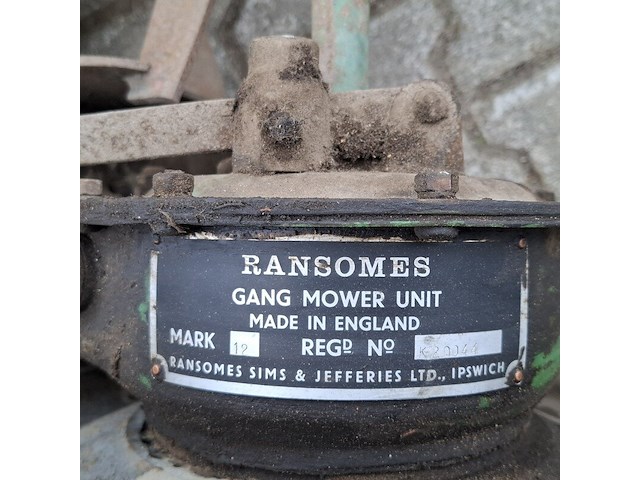 RANSOMES
GANG MOWER UNIT
MADE IN ENGLAND
MARK 12 REGD No
RANSOMES SIMS & JEFFERIES LTD., IPSWICH